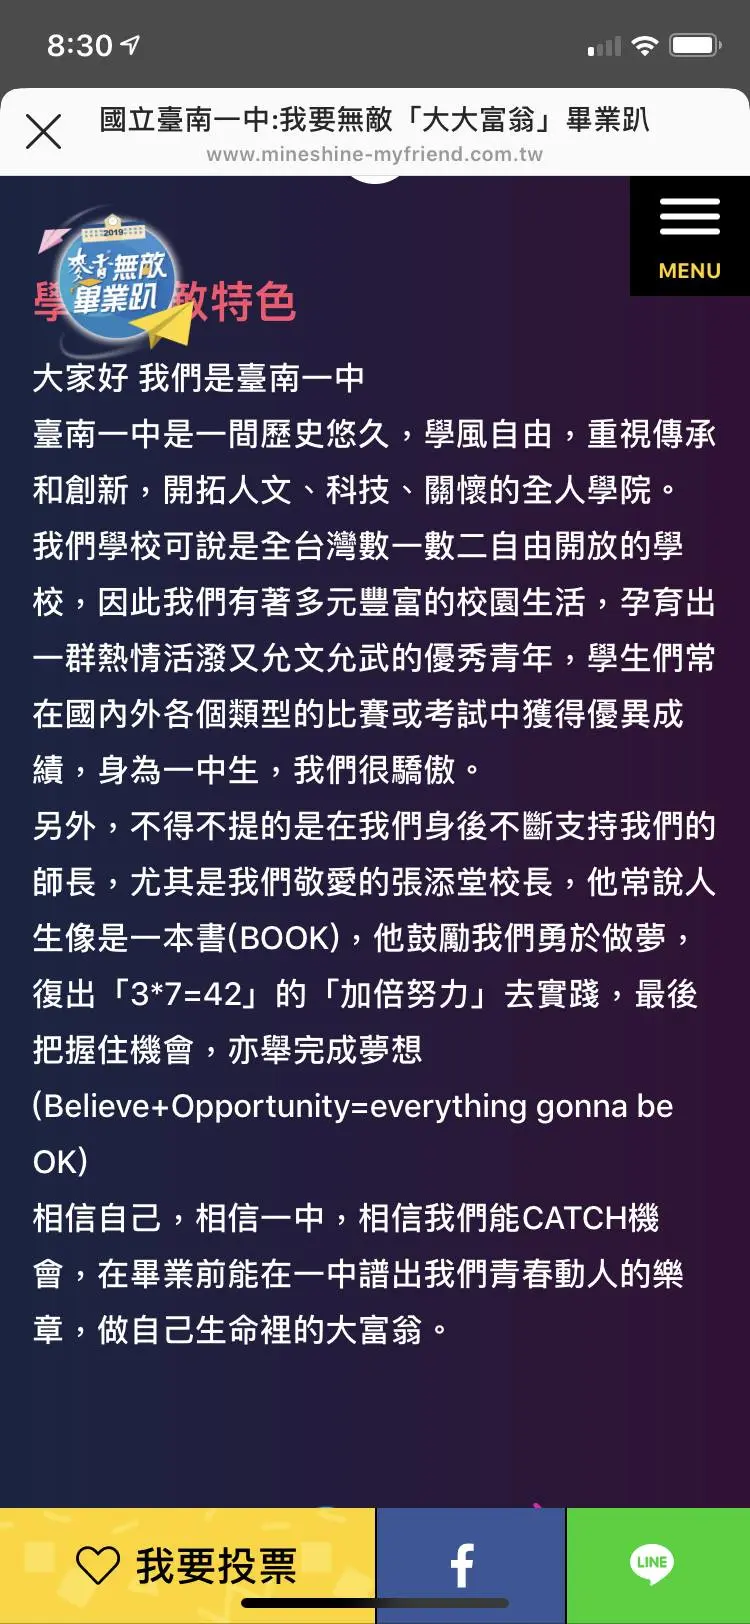 8:30
國立臺南一中:我要無敵「大大富翁」畢業趴
www.mineshine-myfriend.com.tw
MENU
2019
麥香無敵
畢業趴
學
敵特色
大家好 我們是臺南一中
臺南一中是一間歷史悠久，學風自由，重視傳承
和創新，開拓人文、科技、關懷的全人學院。
我們學校可說是全台灣數一數二自由開放的學
校，因此我們有著多元豐富的校園生活，孕育出
一群熱情活潑又允文允武的優秀青年，學生們常
在國內外各個類型的比賽或考試中獲得優異成
績，身為一中生，我們很驕傲。
另外，不得不提的是在我們身後不斷支持我們的
師長，尤其是我們敬愛的張添堂校長，他常說人
生像是一本書(BOOK)，他鼓勵我們勇於做夢，
復出「3*7=42」的「加倍努力」去實踐，最後
把握住機會，亦舉完成夢想
(Believe+Opportunity=everything gonna be
OK)
相信自己，相信一中，相信我們能CATCH機
會，在畢業前能在一中譜出我們青春動人的樂
章，做自己生命裡的大富翁。
我要投票
LINE